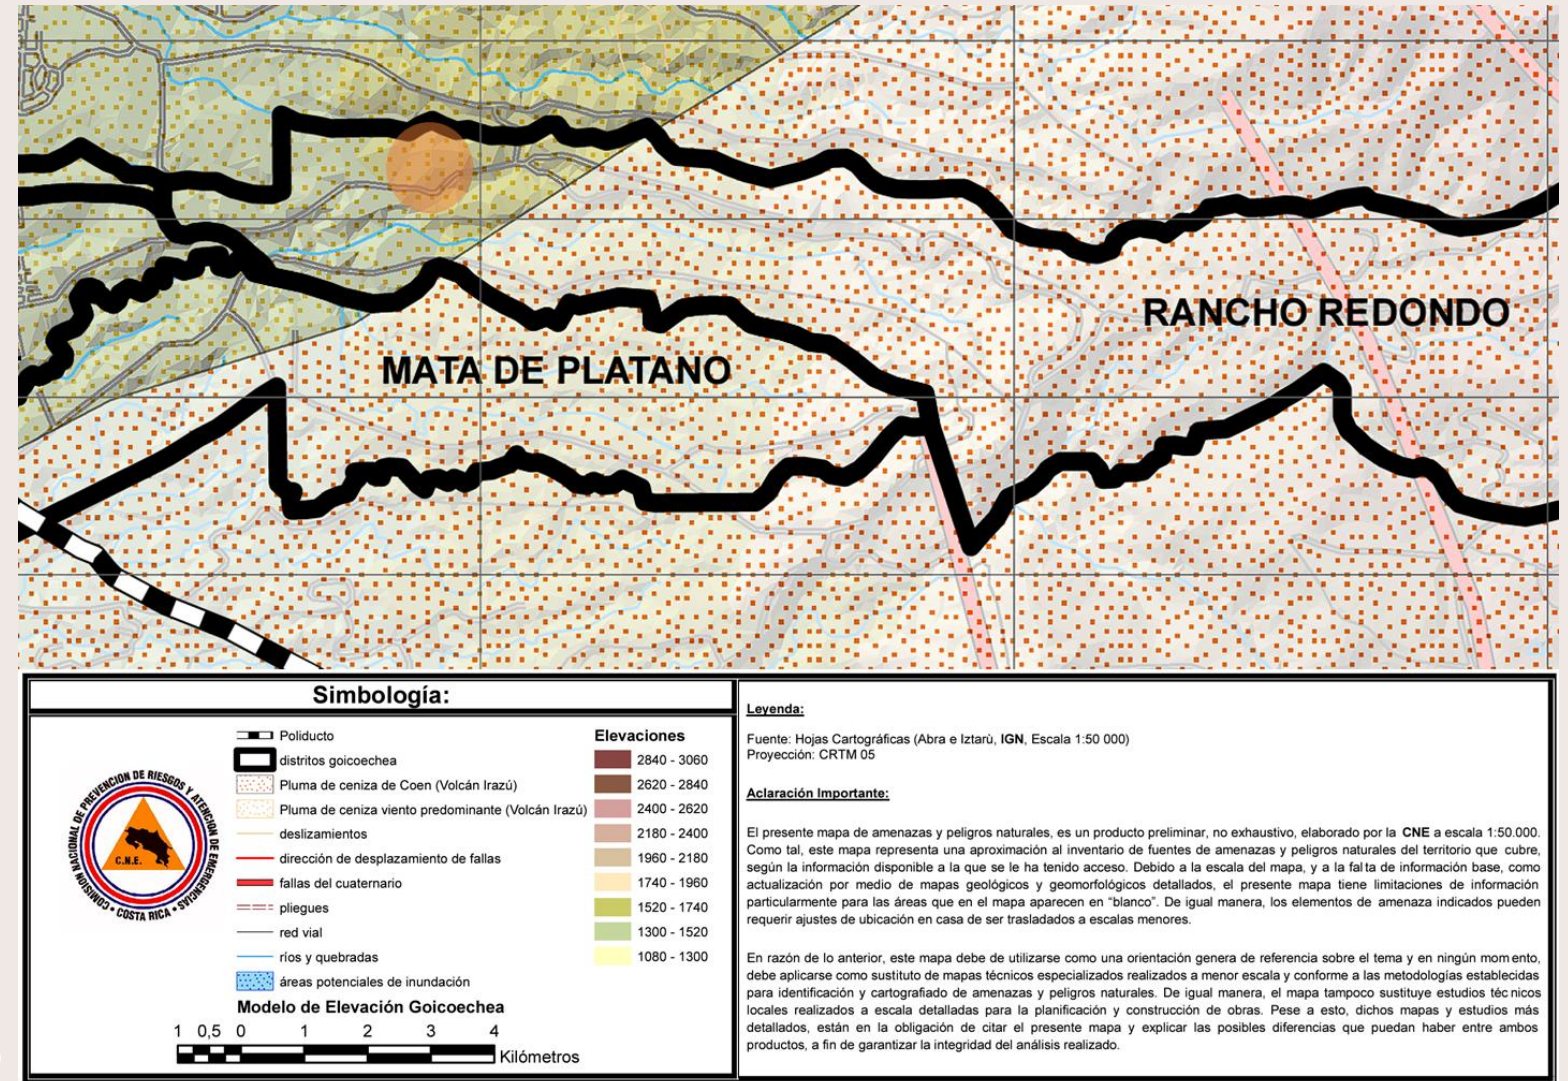 RANCHO REDONDO
MATA DE PLATANO
Simbología:
COMISIÓN NACIONAL DE PREVENCION DE RIESGOS Y ATENCION DE EMERGENCIAS
C.N.E.
• COSTA RICA •
Poliducto
distritos goicoechea
Pluma de ceniza de Coen (Volcán Irazú)
Pluma de ceniza viento predominante (Volcán Irazú)
deslizamientos
dirección de desplazamiento de fallas
fallas del cuaternario
pliegues
red vial
ríos y quebradas
áreas potenciales de inundación
Elevaciones
2840 - 3060
2620 - 2840
2400 - 2620
2180 - 2400
1960 - 2180
1740 - 1960
1520 - 1740
1300 - 1520
1080 - 1300
Modelo de Elevación Goicoechea
1 0,5 0 1 2 3 4
Kilómetros
Leyenda:
Fuente: Hojas Cartográficas (Abra e Iztarù, IGN, Escala 1:50 000)
Proyección: CRTM 05
Aclaración Importante:
El presente mapa de amenazas y peligros naturales, es un producto preliminar, no exhaustivo, elaborado por la CNE a escala 1:50.000.
Como tal, este mapa representa una aproximación al inventario de fuentes de amenazas y peligros naturales del territorio que cubre,
según la información disponible a la que se le ha tenido acceso. Debido a la escala del mapa, y a la falta de información base, como
actualización por medio de mapas geológicos y geomorfológicos detallados, el presente mapa tiene limitaciones de información
particularmente para las áreas que en el mapa aparecen en “blanco”. De igual manera, los elementos de amenaza indicados pueden
requerir ajustes de ubicación en casa de ser trasladados a escalas menores.
En razón de lo anterior, este mapa debe de utilizarse como una orientación genera de referencia sobre el tema y en ningún momento,
debe aplicarse como sustituto de mapas técnicos especializados realizados a menor escala y conforme a las metodologías establecidas
para identificación y cartografiado de amenazas y peligros naturales. De igual manera, el mapa tampoco sustituye estudios técnicos
locales realizados a escala detalladas para la planificación y construcción de obras. Pese a esto, dichos mapas y estudios más
detallados, están en la obligación de citar el presente mapa y explicar las posibles diferencias que puedan haber entre ambos
productos, a fin de garantizar la integridad del análisis realizado.